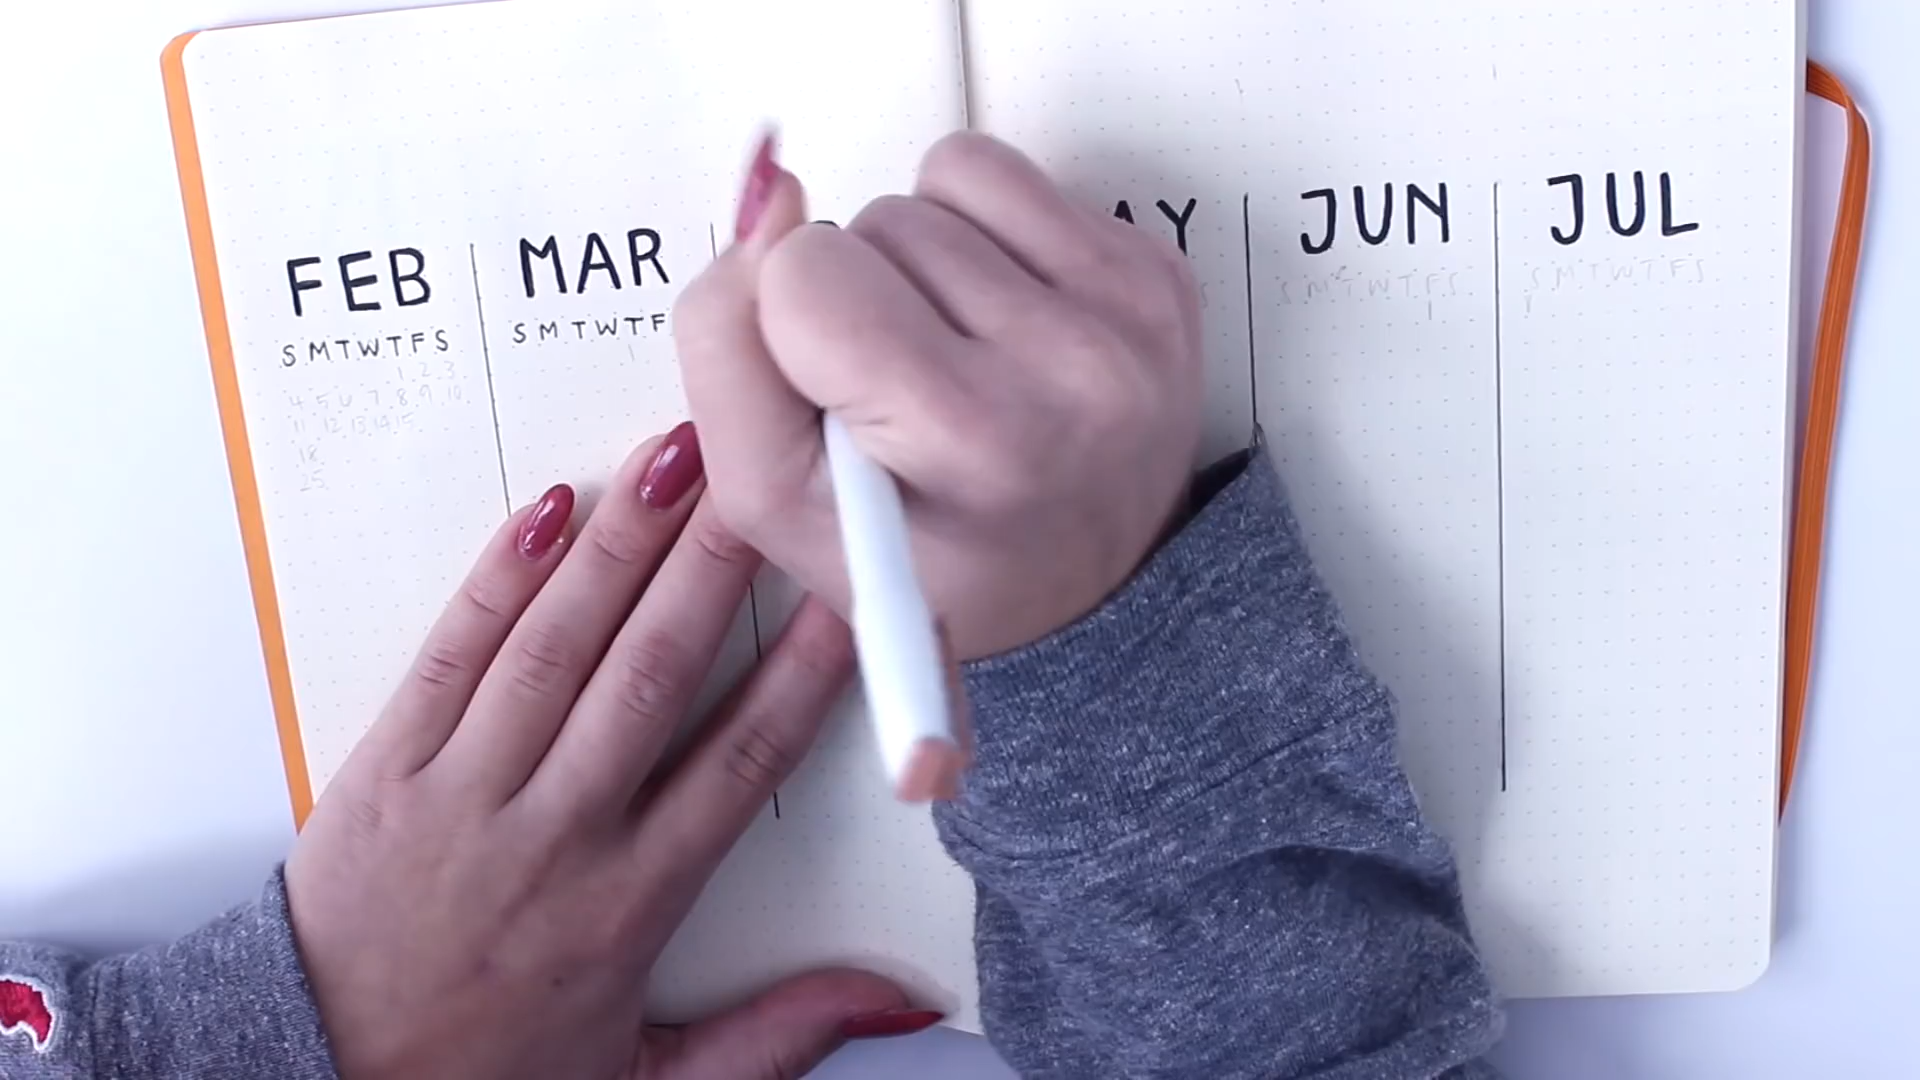 FEB
SMTWTFS
1 2 3
4 5 6 7 8 9 10
11 12 13 14 15
18
25
MAR
SMTWTF
1
AY
JUN
SMTWTFS
1
JUL
SMTWTFS
1